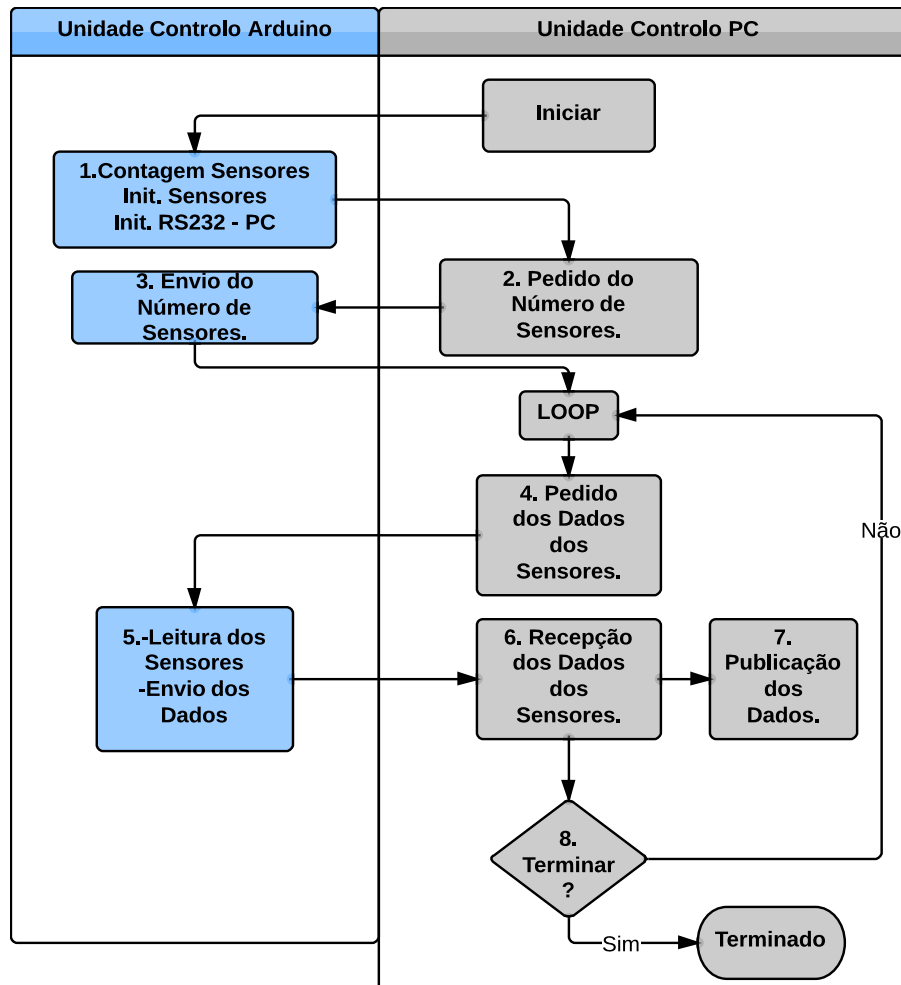 Unidade Controlo Arduino
Unidade Controlo PC
Iniciar
1.Contagem Sensores
Init. Sensores
Init. RS232 - PC
2. Pedido do
Número de
Sensores.
3. Envio do
Número de
Sensores.
LOOP
4. Pedido
dos Dados
dos
Sensores.
Não
5.-Leitura dos
Sensores
-Envio dos
Dados
6. Recepção
dos Dados
dos
Sensores.
7.
Publicação
dos
Dados.
8.
Terminar
?
Sim
Terminado